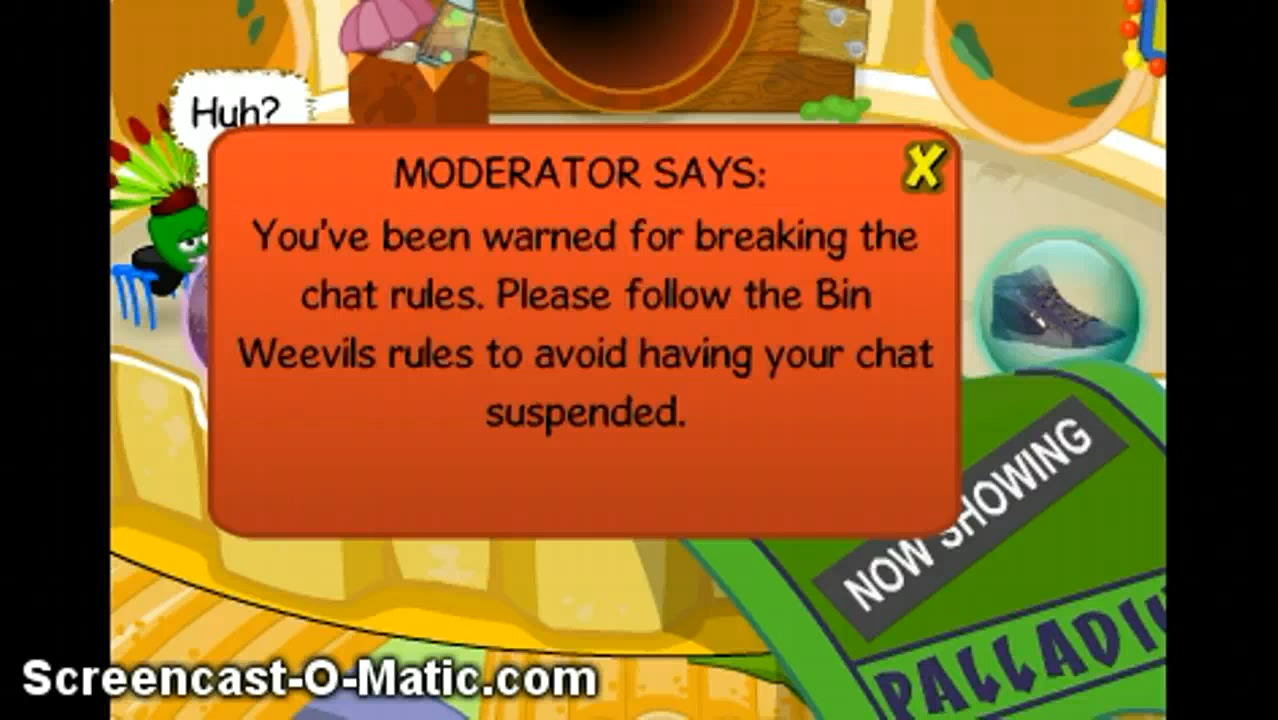 Huh?
MODERATOR SAYS:
X
You've been warned for breaking the
chat rules. Please follow the Bin
Weevils rules to avoid having your chat
suspended.
NOW SHOWING
PALLADIU
Screencast-O-Matic.com